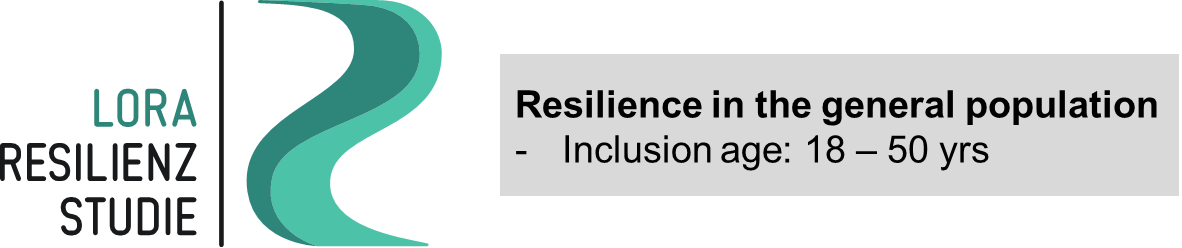 LORA
RESILIENZ
STUDIE
Resilience in the general population
- Inclusion age: 18 – 50 yrs